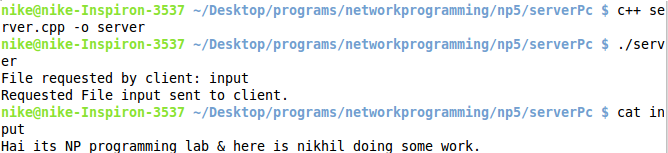 nike@nike-Inspiron-3537 ~/Desktop/programs/networkprogramming/np5/serverPc $ c++ se
rver.cpp -o server
nike@nike-Inspiron-3537 ~/Desktop/programs/networkprogramming/np5/serverPc $ ./serv
er
File requested by client: input
Requested File input sent to client.
nike@nike-Inspiron-3537 ~/Desktop/programs/networkprogramming/np5/serverPc $ cat in
put
Hai its NP programming lab & here is nikhil doing some work.